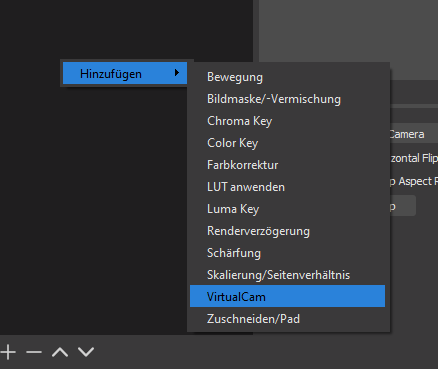 Hinzufügen
Bewegung
Bildmaske/-Vermischung
Chroma Key
Color Key
Farbkorrektur
LUT anwenden
Luma Key
Renderverzögerung
Schärfung
Skalierung/Seitenverhältnis
VirtualCam
Zuschneiden/Pad
Camera
Flip
Aspect